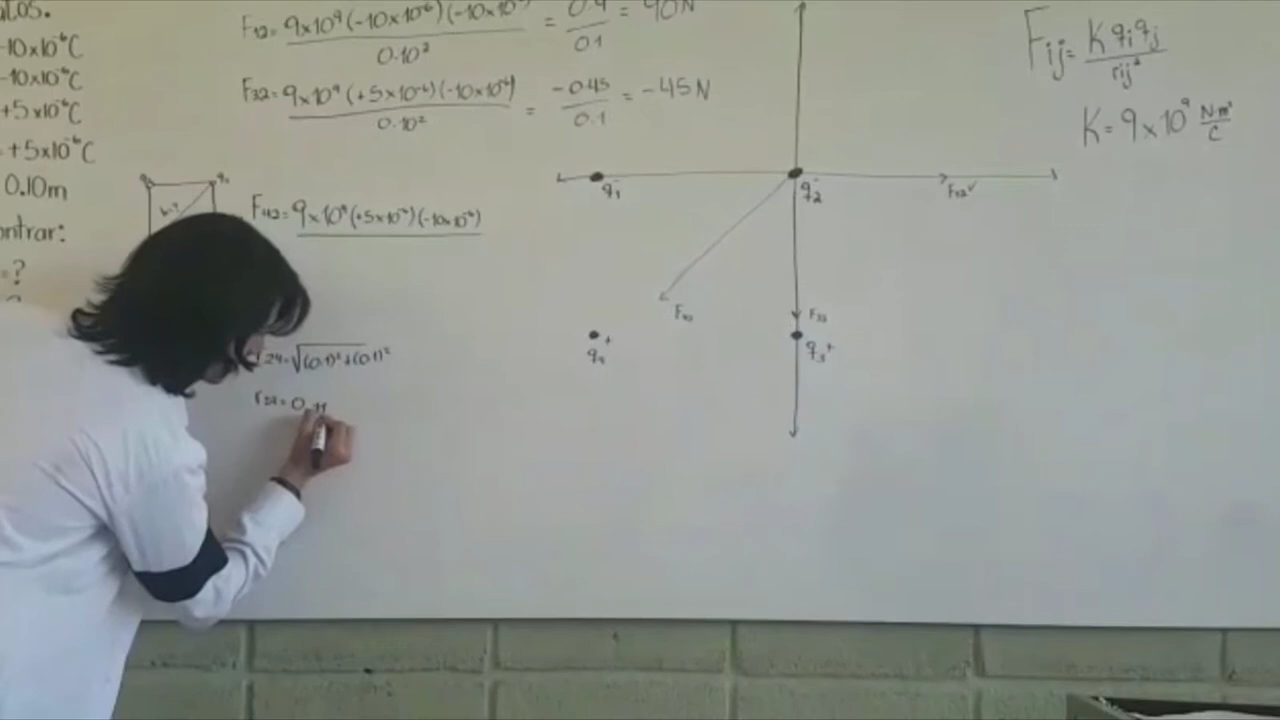 atos.
-10x10⁻⁶C
-10x10⁻⁶C
+5x10⁻⁶C
=+5x10⁻⁶C
0.10m
ontrar:
=?
F12= 9x10⁹(-10x10⁻⁶)(-10x10⁻⁶) / 0.10² = 0.9 / 0.1 = 90N
F32= 9x10⁹ (+5x10⁻⁶)(-10x10⁻⁶) / 0.10² = -0.45 / 0.1 = -45N
F42= 9x10⁹(+5x10⁻⁶)(-10x10⁻⁶)
r24=√(0.1)²+(0.1)²
r24= 0.14
q1⁻
q2⁻
F12
F42
F32
q4 +
q3 +
Fij= K qi qj / rij²
K= 9x10⁹ N·m² / C